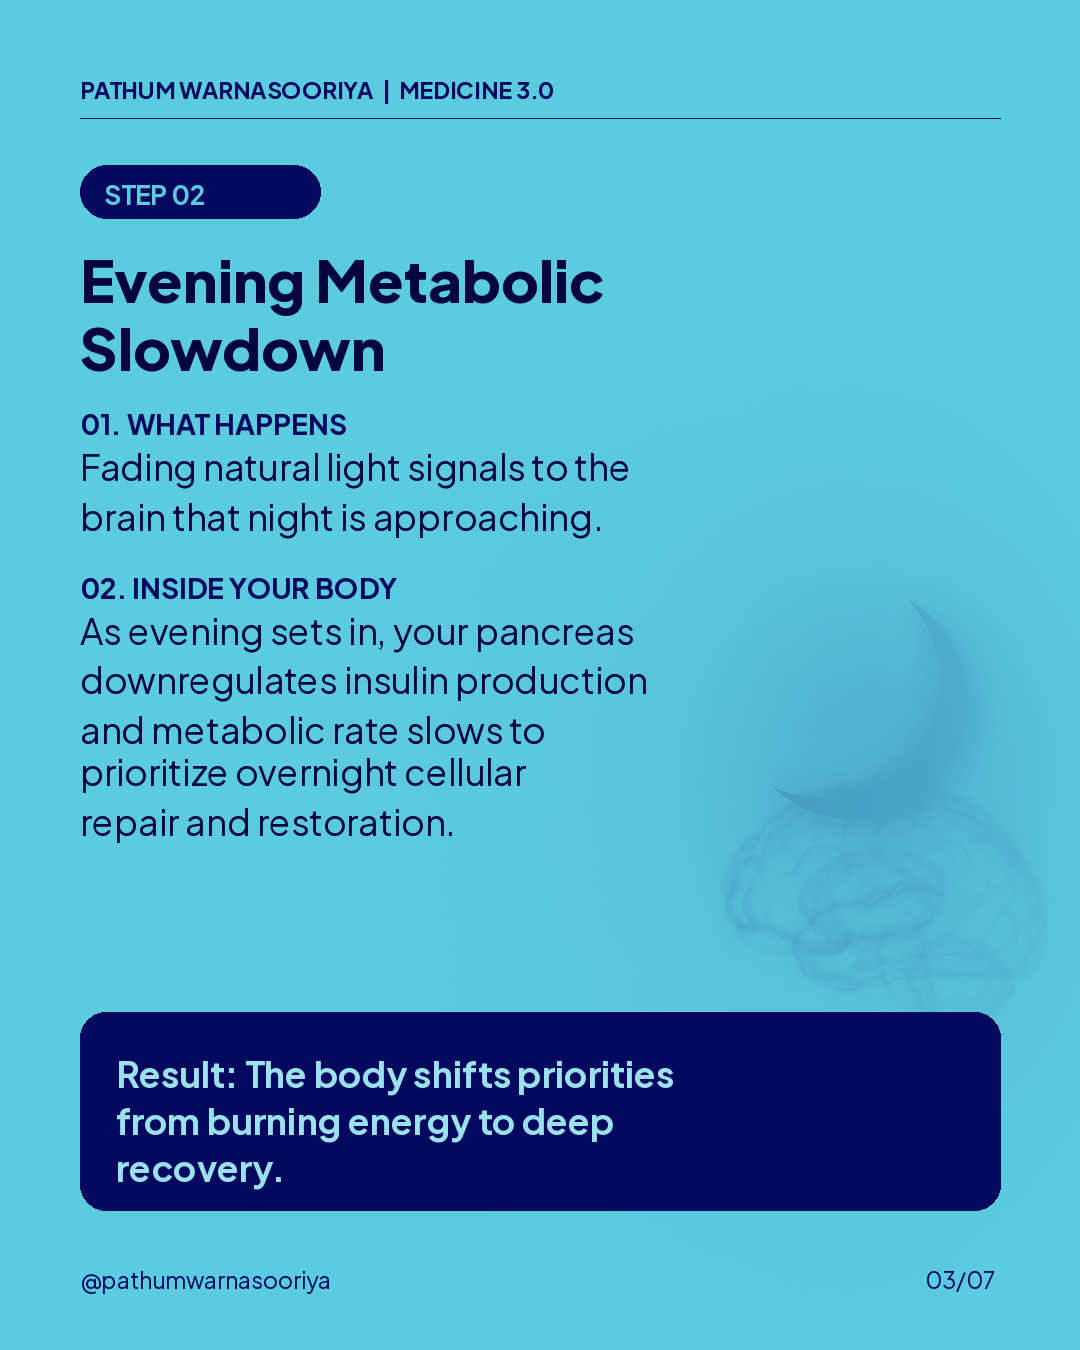 PATHUM WARNASOORIYA | MEDICINE 3.0
STEP 02
Evening Metabolic
Slowdown
01. WHAT HAPPENS
Fading natural light signals to the
brain that night is approaching.
02. INSIDE YOUR BODY
As evening sets in, your pancreas
downregulates insulin production
and metabolic rate slows to
prioritize overnight cellular
repair and restoration.
Result: The body shifts priorities
from burning energy to deep
recovery.
@pathumwarnasooriya
03/07